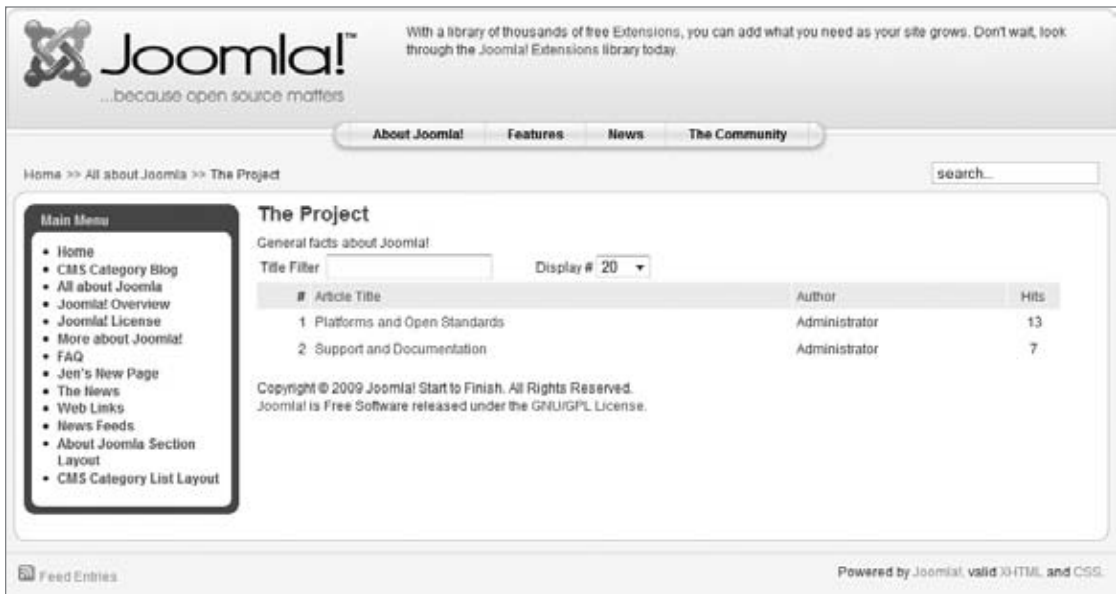 Joomla!™
...because open source matters
With a library of thousands of free Extensions, you can add what you need as your site grows. Don't wait, look
through the Joomla! Extensions library today.
About Joomla! Features News The Community
Home >> All about Joomla >> The Project
search...
Main Menu
• Home
• CMS Category Blog
• All about Joomla
• Joomla! Overview
• Joomla! License
• More about Joomla!
• FAQ
• Jen's New Page
• The News
• Web Links
• News Feeds
• About Joomla Section
Layout
• CMS Category List Layout
The Project
General facts about Joomla!
Title Filter Display # 20
# Article Title Author Hits
1 Platforms and Open Standards Administrator 13
2 Support and Documentation Administrator 7
Copyright © 2009 Joomla! Start to Finish. All Rights Reserved.
Joomla! is Free Software released under the GNU/GPL License.
Feed Entries
Powered by Joomla!, valid XHTML and CSS.